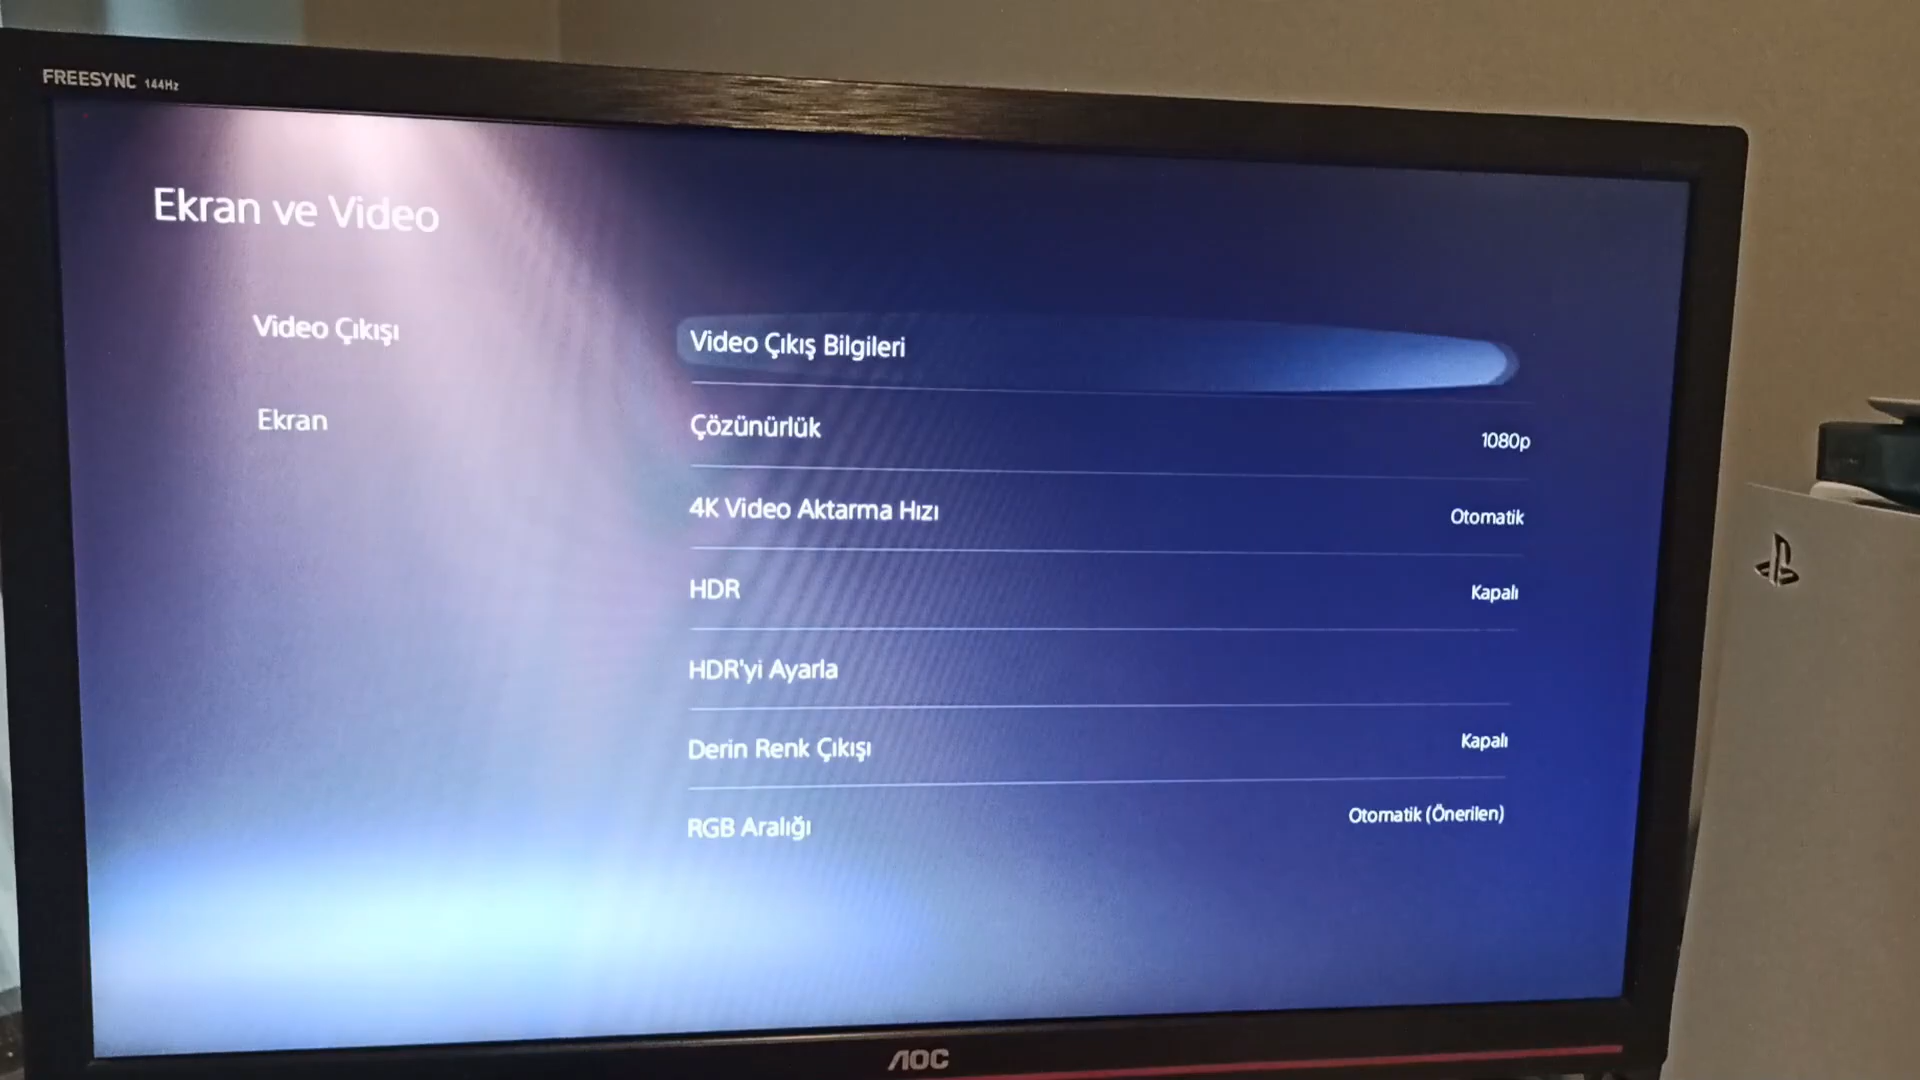 FREESYNC 144Hz
Ekran ve Video
Video Çıkışı
Ekran
Video Çıkış Bilgileri
Çözünürlük 1080p
4K Video Aktarma Hızı Otomatik
HDR Kapalı
HDR'yi Ayarla
Derin Renk Çıkışı Kapalı
RGB Aralığı Otomatik (Önerilen)
AOC